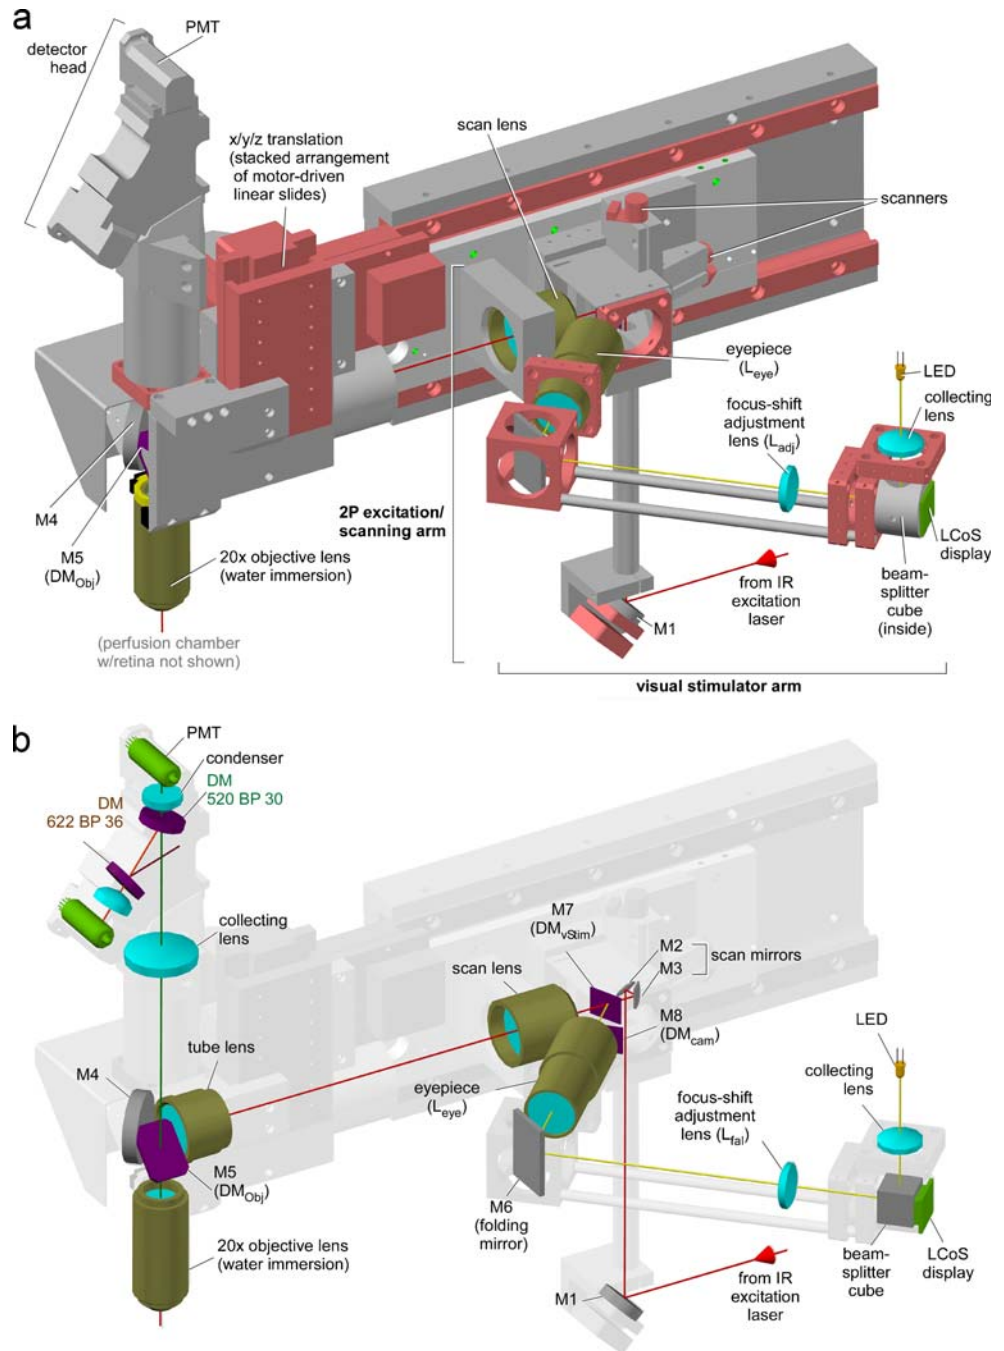 a
PMT
detector
head
x/y/z translation
(stacked arrangement
of motor-driven
linear slides)
scan lens
scanners
eyepiece
(Leye)
LED
collecting
lens
focus-shift
adjustment
lens (Ladj)
M4
M5
(DMObj)
20x objective lens
(water immersion)
2P excitation/
scanning arm
LCoS
display
beam-
splitter
cube
(inside)
from IR
excitation
laser
M1
(perfusion chamber
w/retina not shown)
visual stimulator arm
b
PMT
condenser
DM
520 BP 30
DM
622 BP 36
collecting
lens
M7
(DMvStim)
M2
M3
scan mirrors
scan lens
M8
(DMcam)
LED
tube lens
M4
eyepiece
(Leye)
collecting
lens
focus-shift
adjustment
lens (Lfal)
M5
(DMObj)
M6
(folding
mirror)
20x objective lens
(water immersion)
beam-
splitter
cube
LCoS
display
from IR
excitation
laser
M1